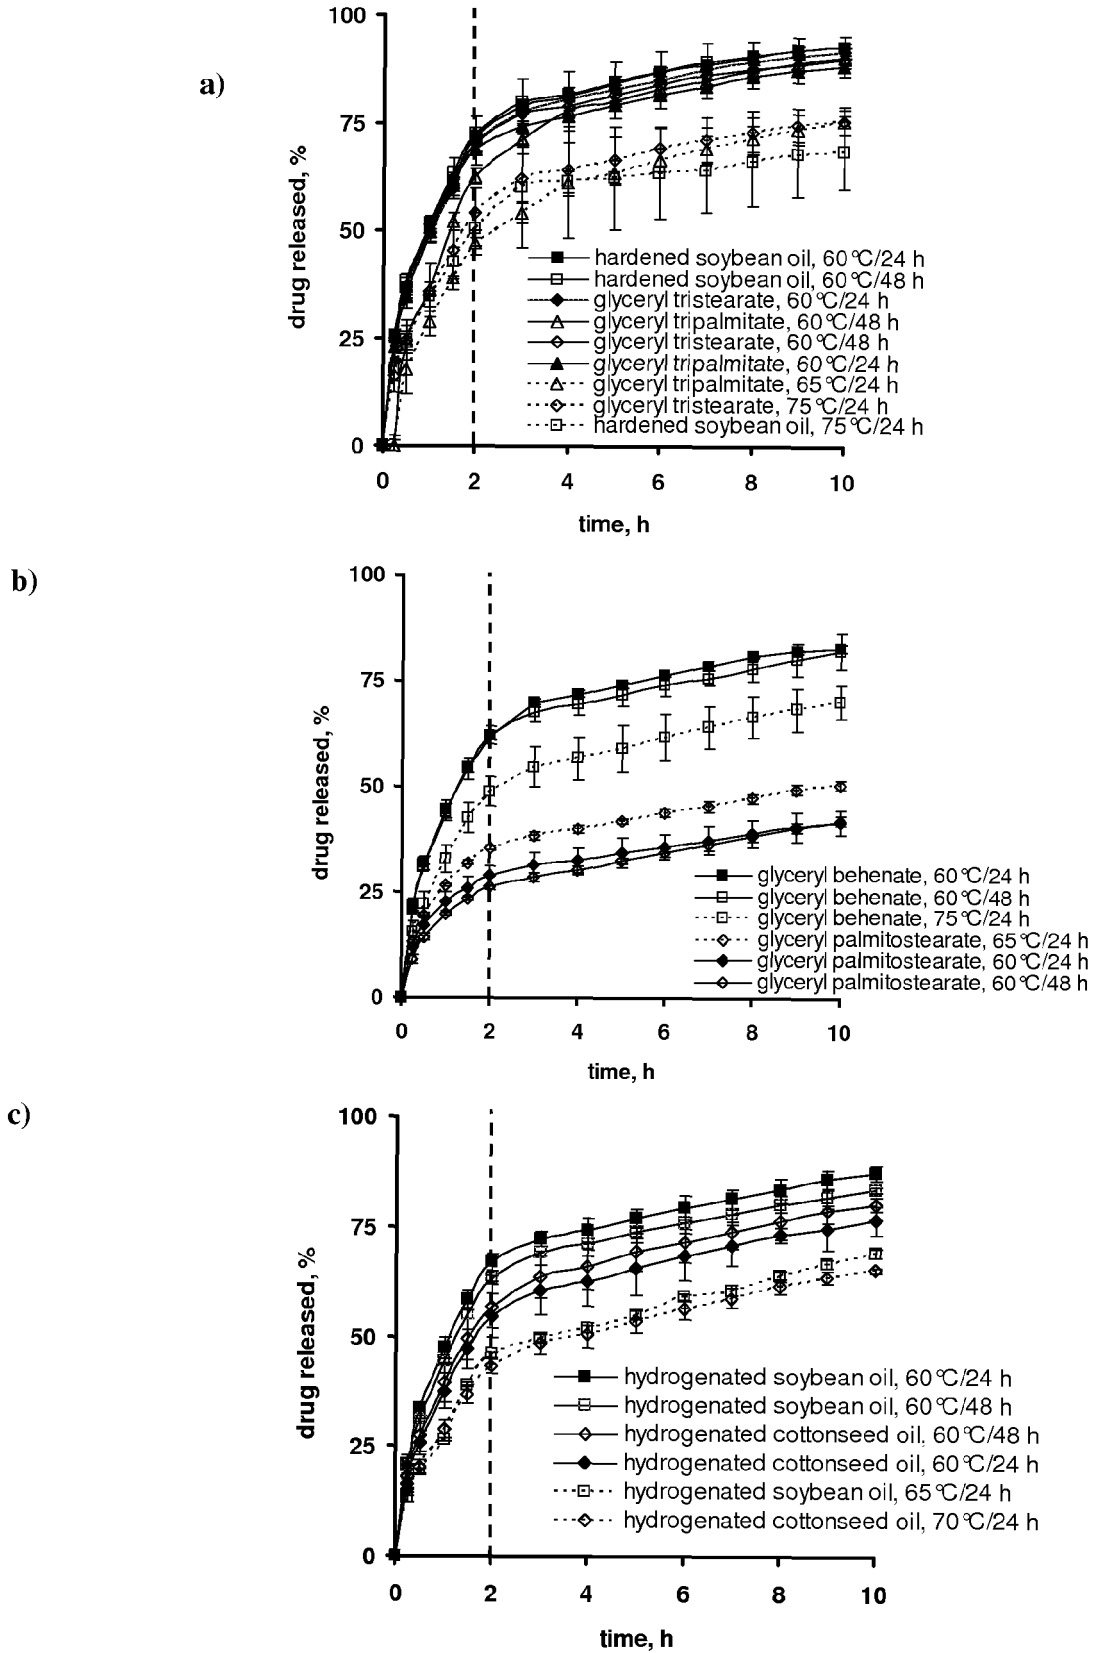 a)
100
75
50
25
0
drug released, %
hardened soybean oil, 60°C/24 h
hardened soybean oil, 60°C/48 h
glyceryl tristearate, 60°C/24 h
glyceryl tripalmitate, 60°C/48 h
glyceryl tristearate, 60°C/48 h
glyceryl tripalmitate, 60°C/24 h
glyceryl tripalmitate, 65°C/24 h
glyceryl tristearate, 75°C/24 h
hardened soybean oil, 75°C/24 h
0 2 4 6 8 10
time, h
b)
100
75
50
25
0
drug released, %
glyceryl behenate, 60°C/24 h
glyceryl behenate, 60°C/48 h
glyceryl behenate, 75°C/24 h
glyceryl palmitostearate, 65°C/24 h
glyceryl palmitostearate, 60°C/24 h
glyceryl palmitostearate, 60°C/48 h
0 2 4 6 8 10
time, h
c)
100
75
50
25
0
drug released, %
hydrogenated soybean oil, 60°C/24 h
hydrogenated soybean oil, 60°C/48 h
hydrogenated cottonseed oil, 60°C/48 h
hydrogenated cottonseed oil, 60°C/24 h
hydrogenated soybean oil, 65°C/24 h
hydrogenated cottonseed oil, 70°C/24 h
0 2 4 6 8 10
time, h